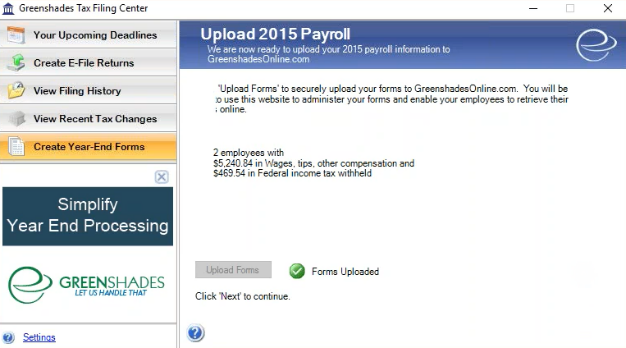 Greenshades Tax Filing Center
Your Upcoming Deadlines
Create E-File Returns
View Filing History
View Recent Tax Changes
Create Year-End Forms
Simplify
Year End Processing
GREENSHADES
LET US HANDLE THAT
Settings
Upload 2015 Payroll
We are now ready to upload your 2015 payroll information to
GreenshadesOnline.com
'Upload Forms' to securely upload your forms to GreenshadesOnline.com. You will be
to use this website to administer your forms and enable your employees to retrieve their
s online.
2 employees with
$5,240.84 in Wages, tips, other compensation and
$469.54 in Federal income tax withheld
Upload Forms
Forms Uploaded
Click 'Next' to continue.